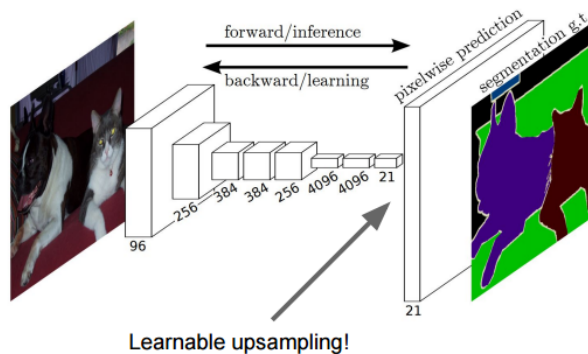 forward/inference
backward/learning
pixelwise prediction
segmentation g.t.
96
256
384
384
256
4096
4096
21
21
Learnable upsampling!